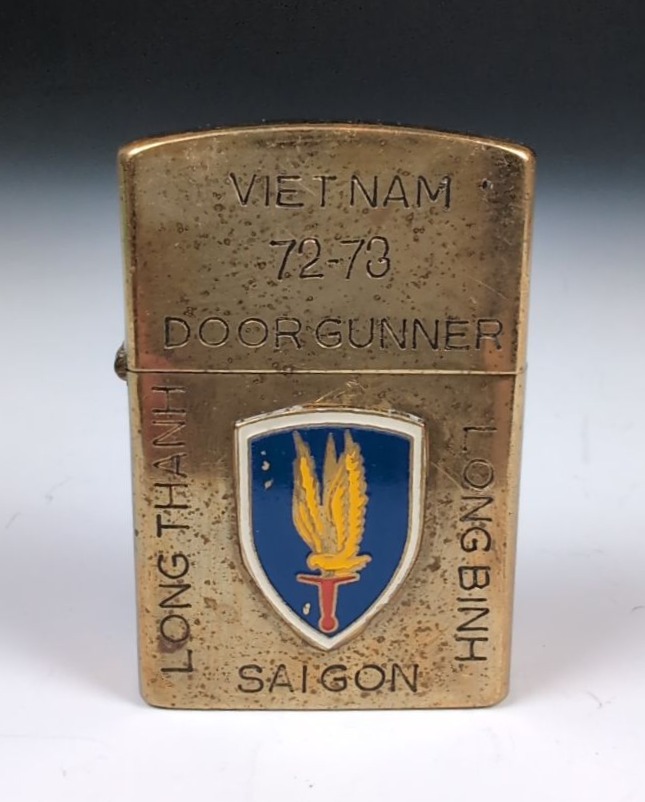 VIETNAM
72-73
DOOR GUNNER
LONG THANH
LONG BINH
SAIGON